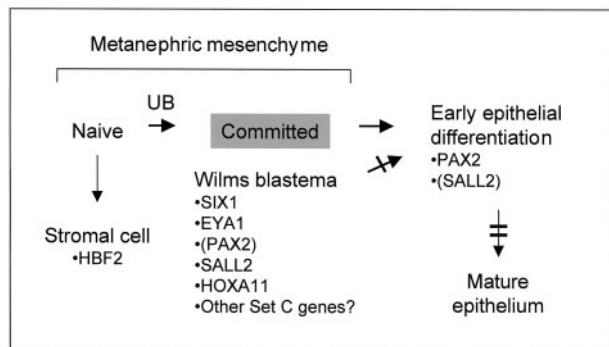 Metanephric mesenchyme
UB
Naive
Committed
Early epithelial
differentiation
•PAX2
•(SALL2)
Wilms blastema
•SIX1
•EYA1
•(PAX2)
•SALL2
•HOXA11
•Other Set C genes?
Stromal cell
•HBF2
Mature
epithelium